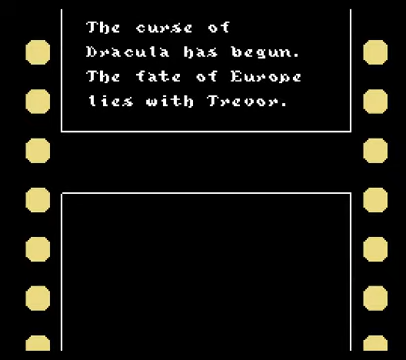 The curse of
Dracula has begun.
The fate of Europe
lies with Trevor.